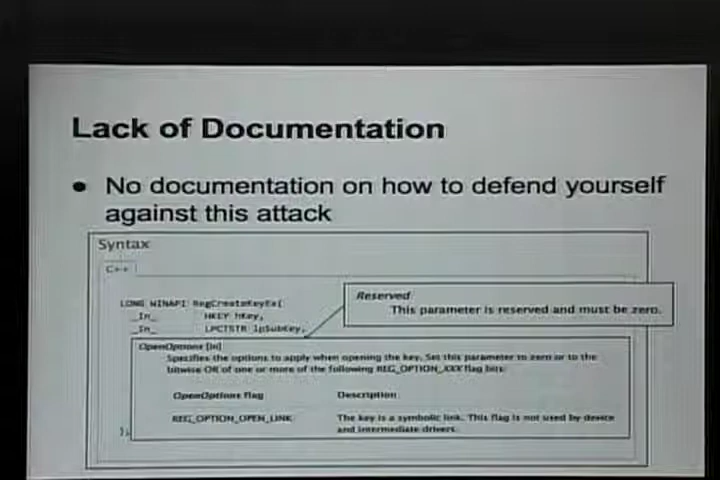 Lack of Documentation
● No documentation on how to defend yourself
against this attack
Syntax
C++
LONG WINAPI RegCreateKeyEx(
_In_ HKEY hKey,
_In_ LPCTSTR lpSubKey,
Reserved
This parameter is reserved and must be zero.
OpenOptions [in]
Specifies the options to apply when opening the key. Set this parameter to zero or to the
bitwise OR of one or more of the following REG_OPTION_XXX flag bits:
OpenOptions flag Description
REG_OPTION_OPEN_LINK The key is a symbolic link. This flag is not used by device
and intermediate drivers.
);